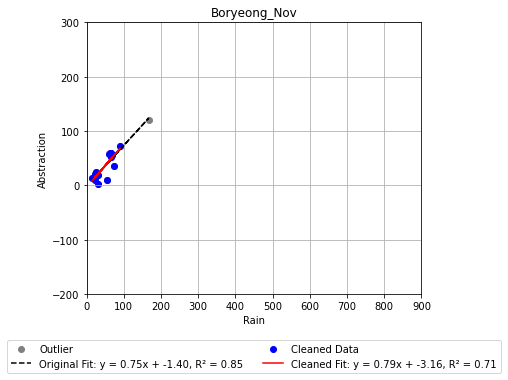 Boryeong_Nov
300
200
100
0
−100
−200
Abstraction
0 100 200 300 400 500 600 700 800 900
Rain
Outlier
Cleaned Data
Original Fit: y = 0.75x + -1.40, R² = 0.85
Cleaned Fit: y = 0.79x + -3.16, R² = 0.71